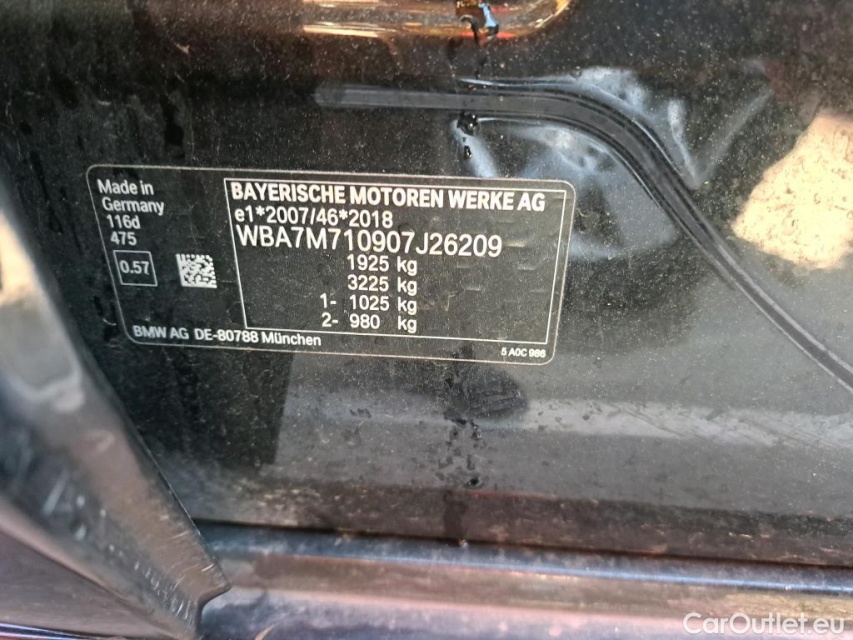 Made in
Germany
116d
475
0.57
BAYERISCHE MOTOREN WERKE AG
e1*2007/46*2018
WBA7M710907J26209
1925 kg
3225 kg
1- 1025 kg
2- 980 kg
BMW AG DE-80788 München
5 A0C 986
CarOutlet.eu